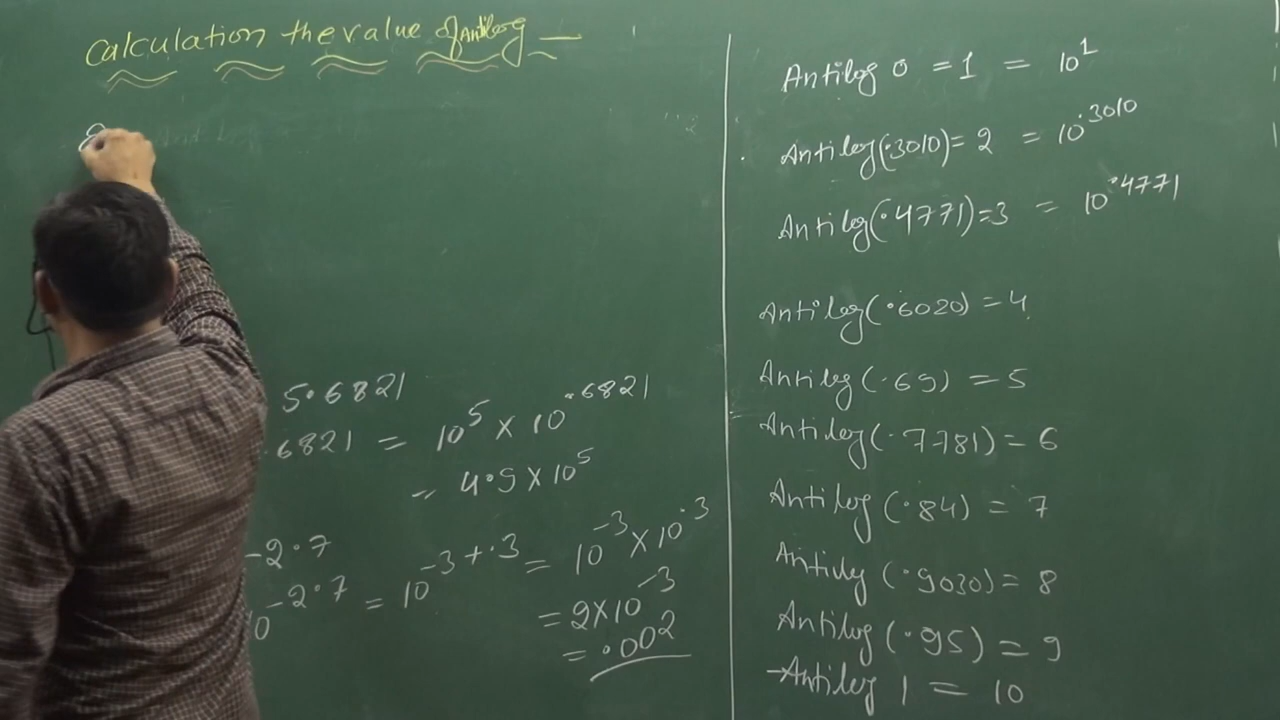 Calculation the value of Antilog
5.6821
.6821 = 10^5 × 10^.6821
= 4.9 × 10^5
-2.7
10^-2.7 = 10^-3+.3 = 10^-3 × 10^.3
= 2×10^-3
= .002
Antilog 0 = 1 = 10^1
Antilog(.3010) = 2 = 10^.3010
Antilog(.4771) = 3 = 10^.4771
Antilog(.6020) = 4
Antilog(.69) = 5
Antilog(.7781) = 6
Antilog (.84) = 7
Antilog (.9030) = 8
Antilog (.95) = 9
Antilog 1 = 10